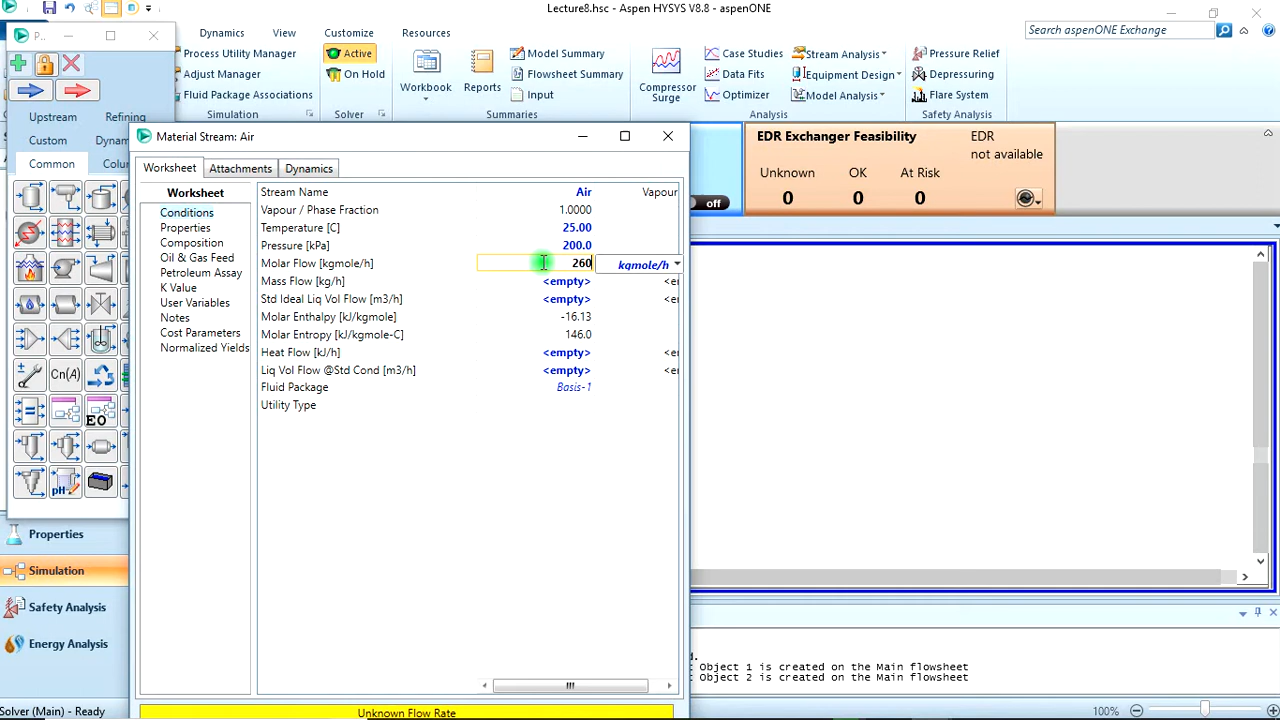 Lecture8.hsc - Aspen HYSYS V8.8 - aspenONE
Dynamics View Customize Resources
Search aspenONE Exchange
P..
Process Utility Manager
Adjust Manager
Fluid Package Associations
Simulation
Active
On Hold
Solver
Workbook
Reports
Model Summary
Flowsheet Summary
Input
Summaries
Compressor
Surge
Case Studies
Data Fits
Optimizer
Stream Analysis
Equipment Design
Model Analysis
Analysis
Pressure Relief
Depressuring
Flare System
Safety Analysis
Upstream Refining
Custom Dynam
Common Colu
Cn(A)
EO
pH
Properties
Simulation
Safety Analysis
Energy Analysis
off
EDR Exchanger Feasibility
EDR
not available
Unknown OK At Risk
0 0 0
Material Stream: Air
Worksheet Attachments Dynamics
Worksheet
Conditions
Properties
Composition
Oil & Gas Feed
Petroleum Assay
K Value
User Variables
Notes
Cost Parameters
Normalized Yields
Stream Name Air Vapour
Vapour / Phase Fraction 1.0000
Temperature [C] 25.00
Pressure [kPa] 200.0
Molar Flow [kgmole/h] 260 kgmole/h
Mass Flow [kg/h] <empty> <e
Std Ideal Liq Vol Flow [m3/h] <empty> <e
Molar Enthalpy [kJ/kgmole] -16.13
Molar Entropy [kJ/kgmole-C] 146.0
Heat Flow [kJ/h] <empty> <e
Liq Vol Flow @Std Cond [m3/h] <empty> <e
Fluid Package Basis-1
Utility Type
Unknown Flow Rate
Object 1 is created on the Main flowsheet
Object 2 is created on the Main flowsheet
Solver (Main) - Ready
100%